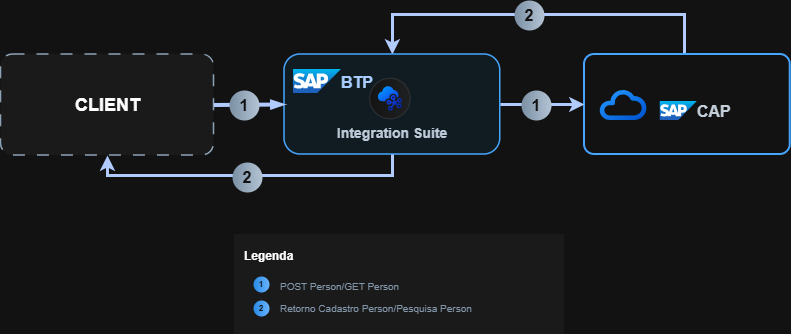 2
CLIENT
1
SAP BTP
Integration Suite
1
SAP CAP
2
Legenda
1 POST Person/GET Person
2 Retorno Cadastro Person/Pesquisa Person